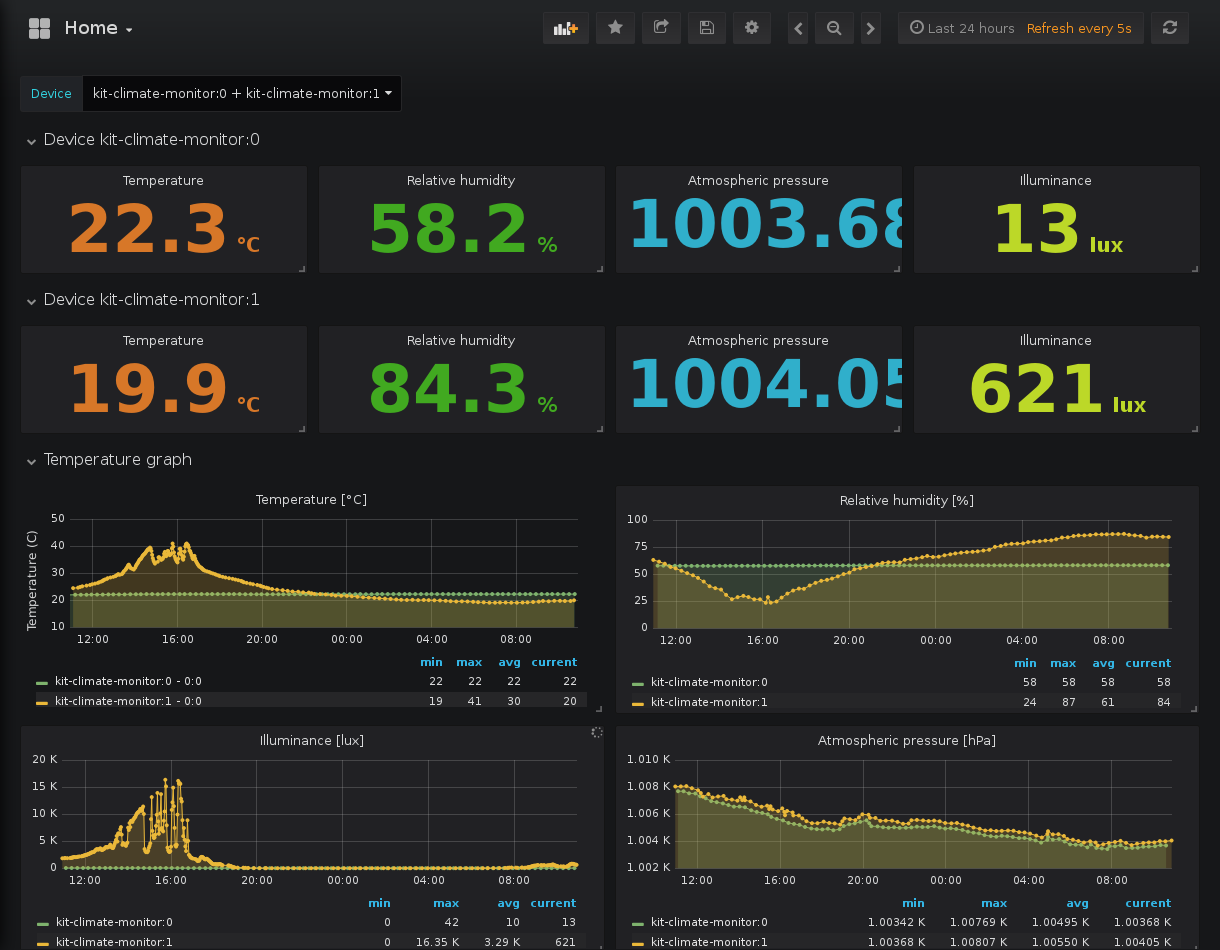 Home
Last 24 hours Refresh every 5s
Device kit-climate-monitor:0 + kit-climate-monitor:1
Device kit-climate-monitor:0
Temperature Relative humidity Atmospheric pressure Illuminance
22.3 °C 58.2 % 1003.68 13 lux
Device kit-climate-monitor:1
Temperature Relative humidity Atmospheric pressure Illuminance
19.9 °C 84.3 % 1004.05 621 lux
Temperature graph
Temperature [°C]
Temperature (C)
50
40
30
20
10
12:00 16:00 20:00 00:00 04:00 08:00
min max avg current
kit-climate-monitor:0 - 0:0 22 22 22 22
kit-climate-monitor:1 - 0:0 19 41 30 20
Relative humidity [%]
100
75
50
25
0
12:00 16:00 20:00 00:00 04:00 08:00
min max avg current
kit-climate-monitor:0 58 58 58 58
kit-climate-monitor:1 24 87 61 84
Illuminance [lux]
20 K
15 K
10 K
5 K
0
12:00 16:00 20:00 00:00 04:00 08:00
min max avg current
kit-climate-monitor:0 0 42 10 13
kit-climate-monitor:1 0 16.35 K 3.29 K 621
Atmospheric pressure [hPa]
1.010 K
1.008 K
1.006 K
1.004 K
1.002 K
12:00 16:00 20:00 00:00 04:00 08:00
min max avg current
kit-climate-monitor:0 1.00342 K 1.00769 K 1.00495 K 1.00368 K
kit-climate-monitor:1 1.00368 K 1.00807 K 1.00550 K 1.00405 K